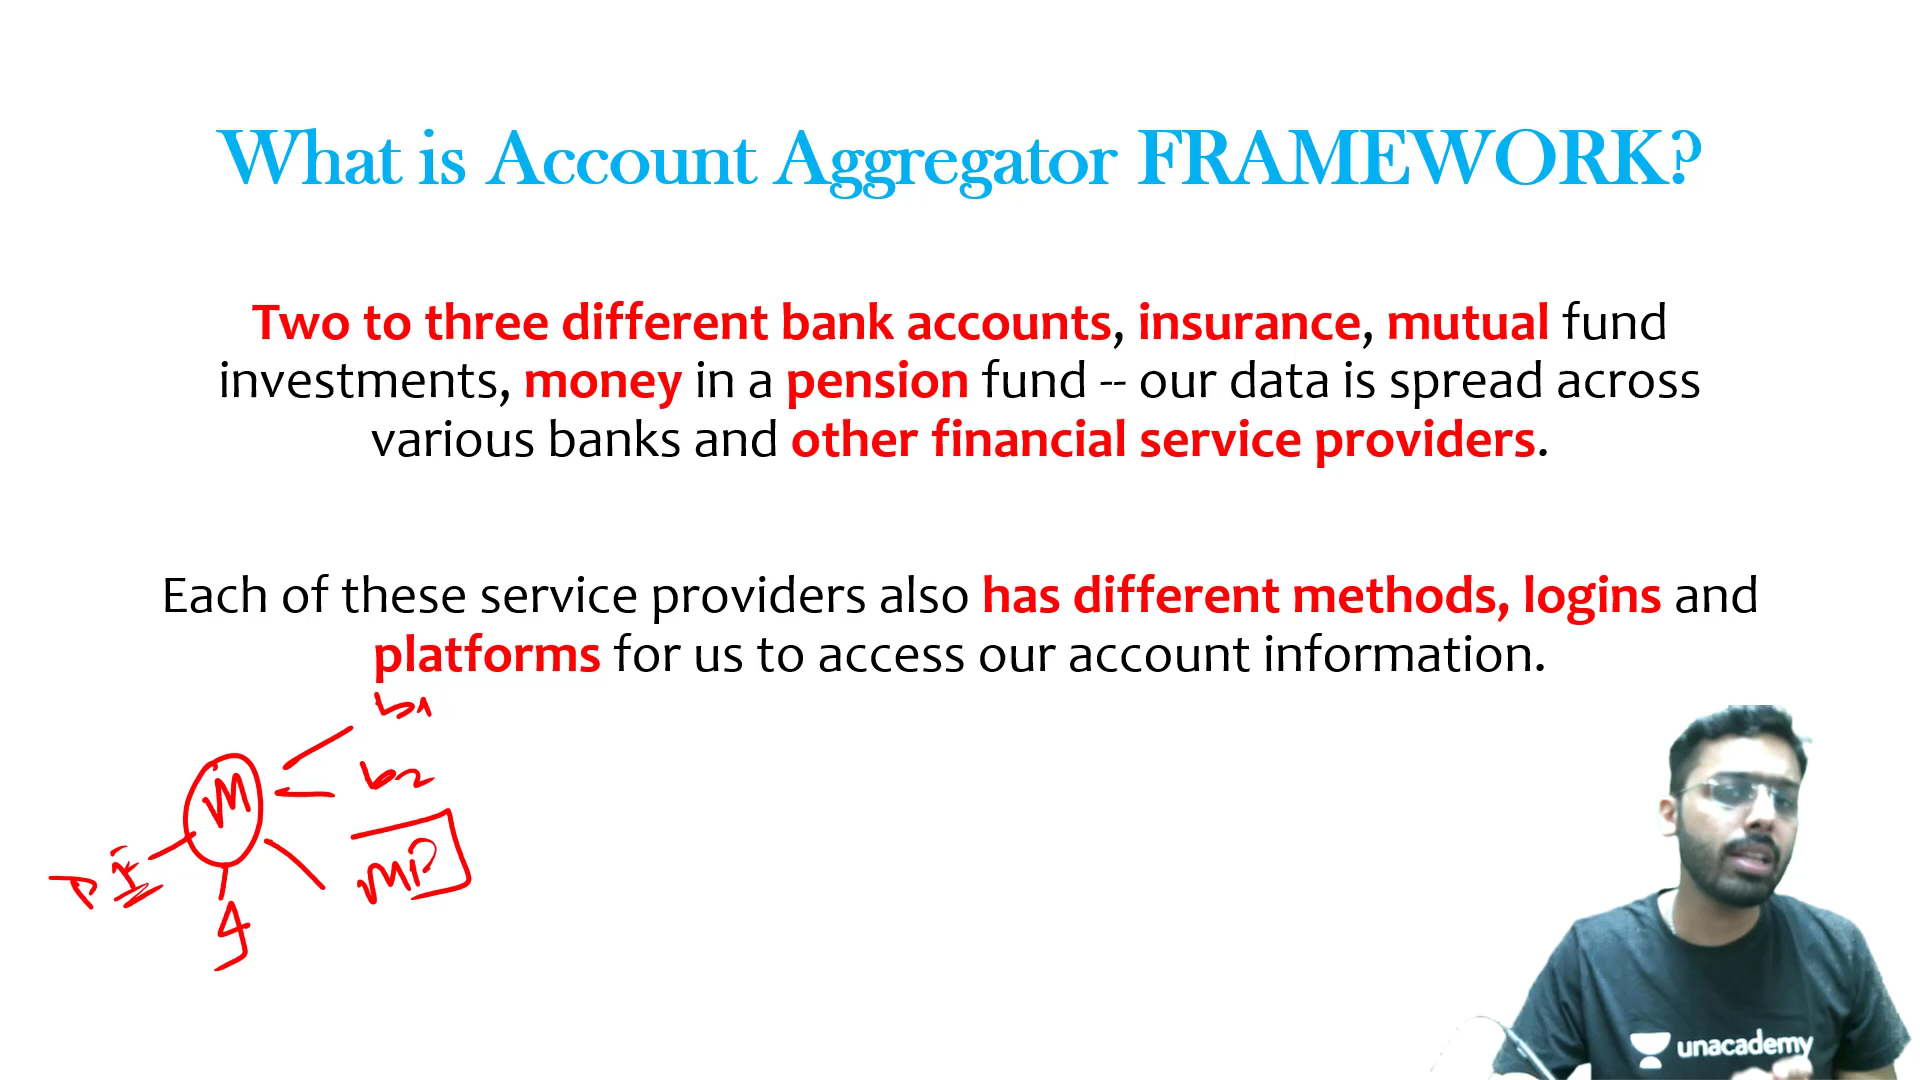 What is Account Aggregator FRAMEWORK?
Two to three different bank accounts, insurance, mutual fund
investments, money in a pension fund -- our data is spread across
various banks and other financial service providers.
Each of these service providers also has different methods, logins and
platforms for us to access our account information.
b1
b2
M
unacademy